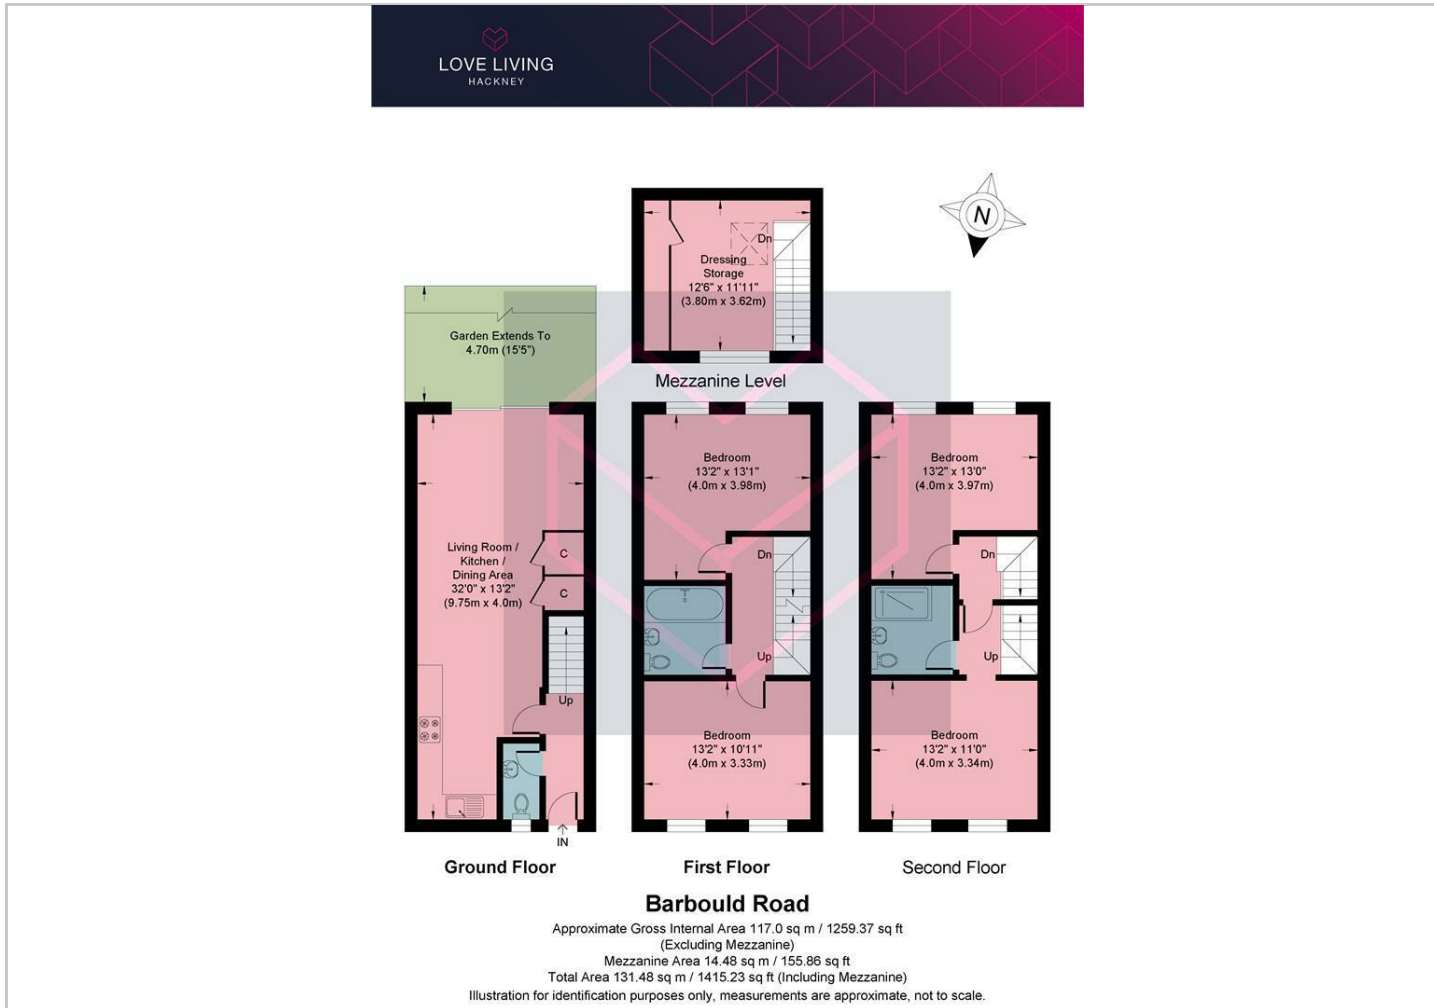 LOVE LIVING
HACKNEY
N
Dn
Dressing
Storage
12'6" x 11'11"
(3.80m x 3.62m)
Mezzanine Level
Garden Extends To
4.70m (15'5")
Living Room /
Kitchen /
Dining Area
32'0" x 13'2"
(9.75m x 4.0m)
C
C
Up
IN
Ground Floor
Bedroom
13'2" x 13'1"
(4.0m x 3.98m)
Dn
Up
Bedroom
13'2" x 10'11"
(4.0m x 3.33m)
First Floor
Bedroom
13'2" x 13'0"
(4.0m x 3.97m)
Dn
Up
Bedroom
13'2" x 11'0"
(4.0m x 3.34m)
Second Floor
Barbould Road
Approximate Gross Internal Area 117.0 sq m / 1259.37 sq ft
(Excluding Mezzanine)
Mezzanine Area 14.48 sq m / 155.86 sq ft
Total Area 131.48 sq m / 1415.23 sq ft (Including Mezzanine)
Illustration for identification purposes only, measurements are approximate, not to scale.